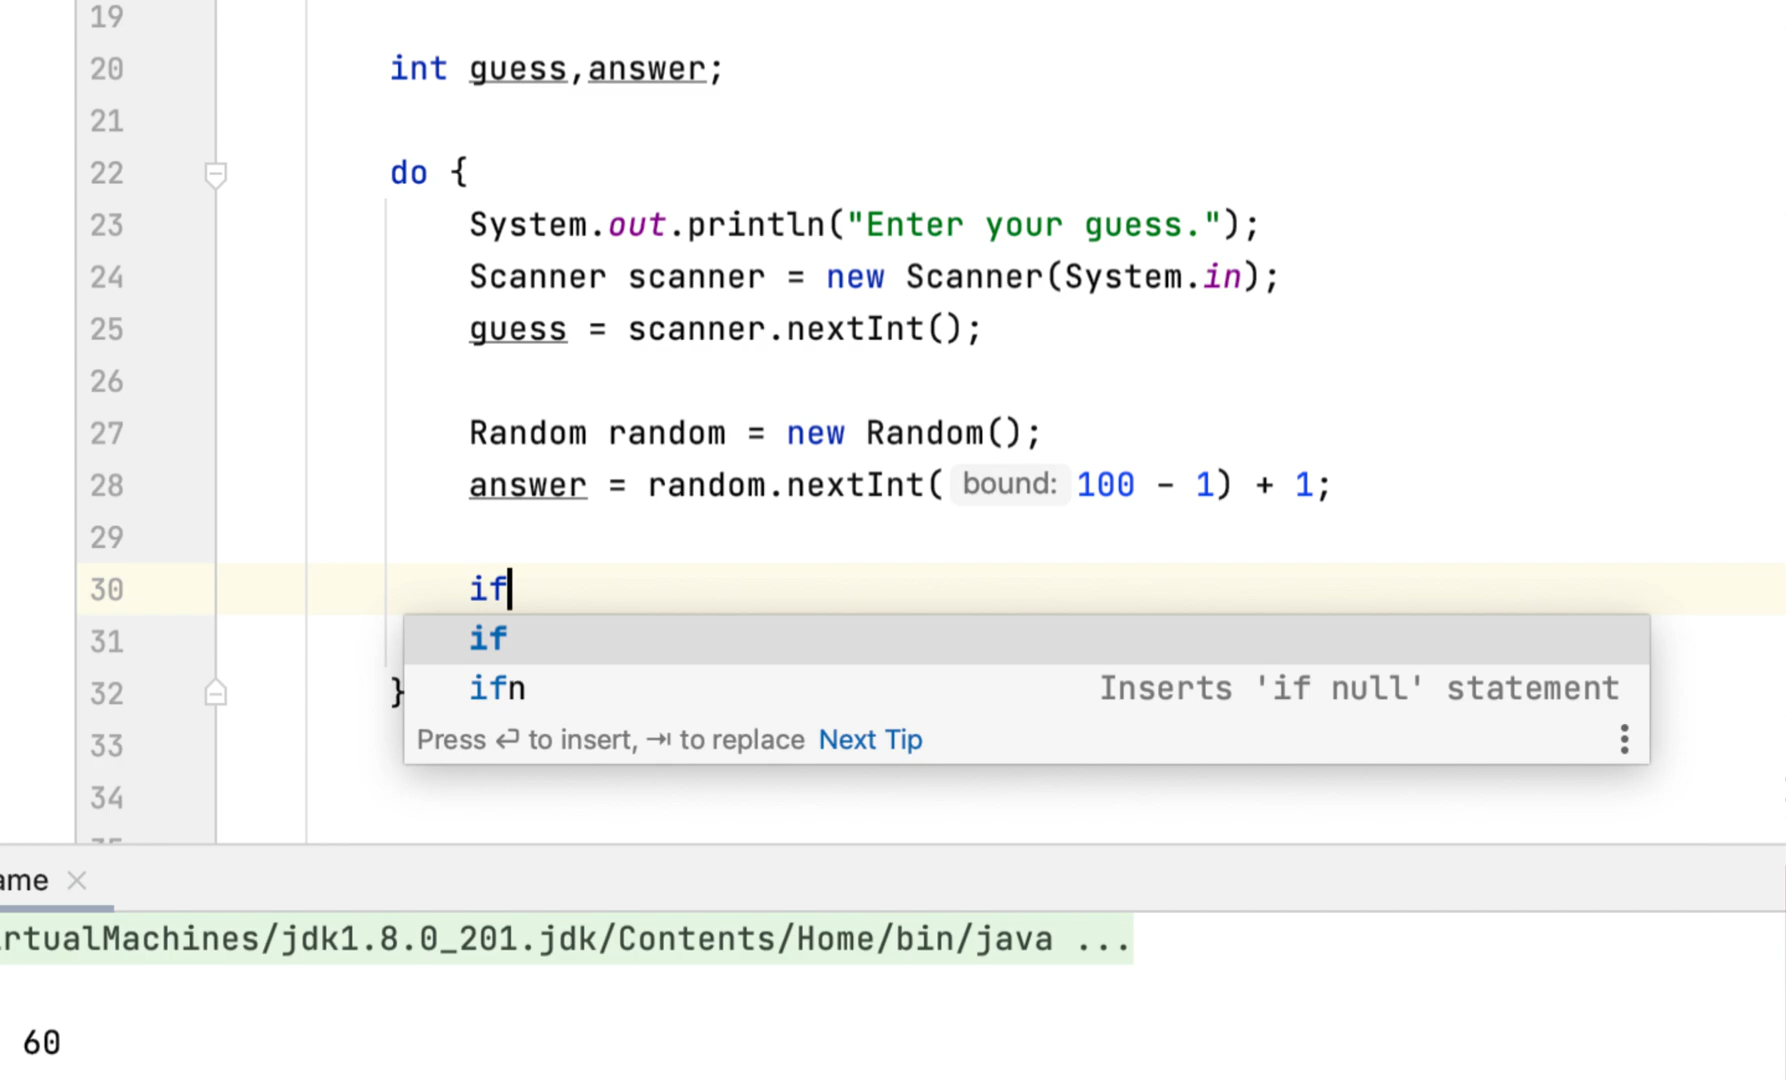 19
20 int guess,answer;
21
22 do {
23 System.out.println("Enter your guess.");
24 Scanner scanner = new Scanner(System.in);
25 guess = scanner.nextInt();
26
27 Random random = new Random();
28 answer = random.nextInt( bound: 100 - 1) + 1;
29
30 if
31 if
ifn Inserts 'if null' statement
32 }
Press ↵ to insert, ⇥ to replace Next Tip
33
34
ame ×
rtualMachines/jdk1.8.0_201.jdk/Contents/Home/bin/java ...
60